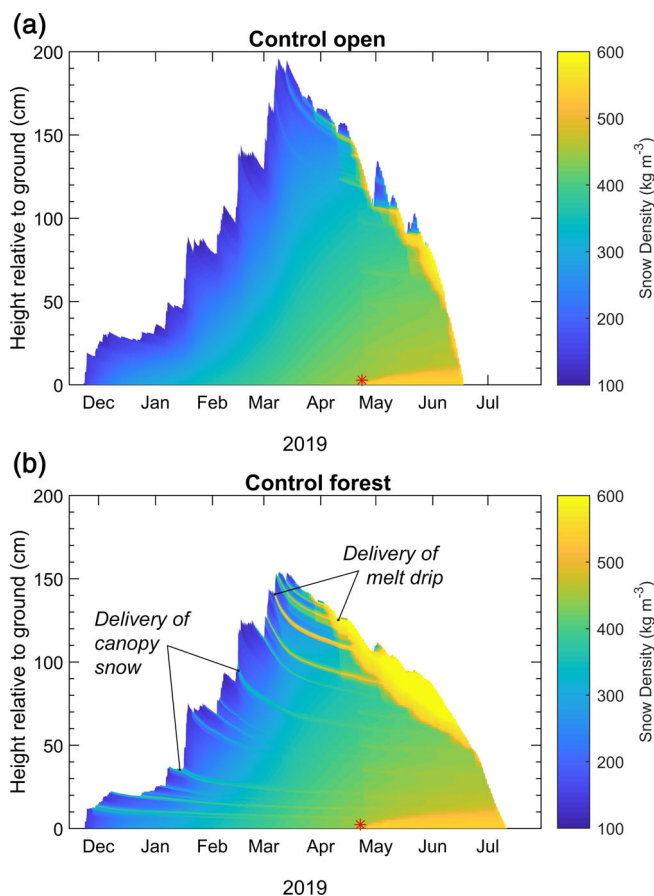 (a)
Control open
200
150
100
50
0
Height relative to ground (cm)
Dec Jan Feb Mar Apr May Jun Jul
2019
600
500
400
300
200
100
Snow Density (kg m⁻³)
(b)
Control forest
200
150
100
50
0
Height relative to ground (cm)
Delivery of
melt drip
Delivery of
canopy
snow
Dec Jan Feb Mar Apr May Jun Jul
2019
600
500
400
300
200
100
Snow Density (kg m⁻³)